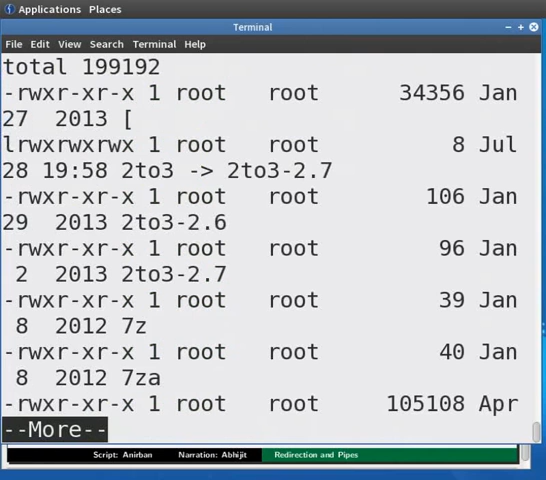 Applications Places
Terminal
File Edit View Search Terminal Help
total 199192
-rwxr-xr-x 1 root   root       34356 Jan
27  2013 [
lrwxrwxrwx 1 root   root           8 Jul
28 19:58 2to3 -> 2to3-2.7
-rwxr-xr-x 1 root   root         106 Jan
29  2013 2to3-2.6
-rwxr-xr-x 1 root   root          96 Jan
 2  2013 2to3-2.7
-rwxr-xr-x 1 root   root          39 Jan
 8  2012 7z
-rwxr-xr-x 1 root   root          40 Jan
 8  2012 7za
-rwxr-xr-x 1 root   root      105108 Apr
--More--
Script: Anirban Narration: Abhijit Redirection and Pipes